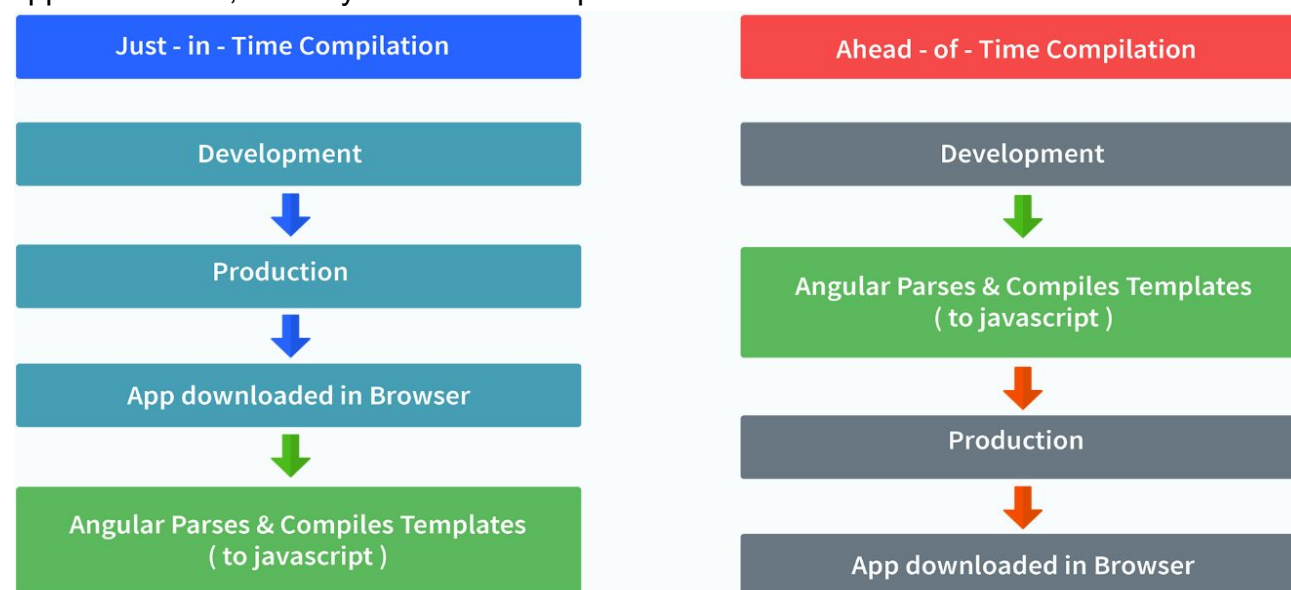 Just - in - Time Compilation
Development
Production
App downloaded in Browser
Angular Parses & Compiles Templates
( to javascript )
Ahead - of - Time Compilation
Development
Angular Parses & Compiles Templates
( to javascript )
Production
App downloaded in Browser